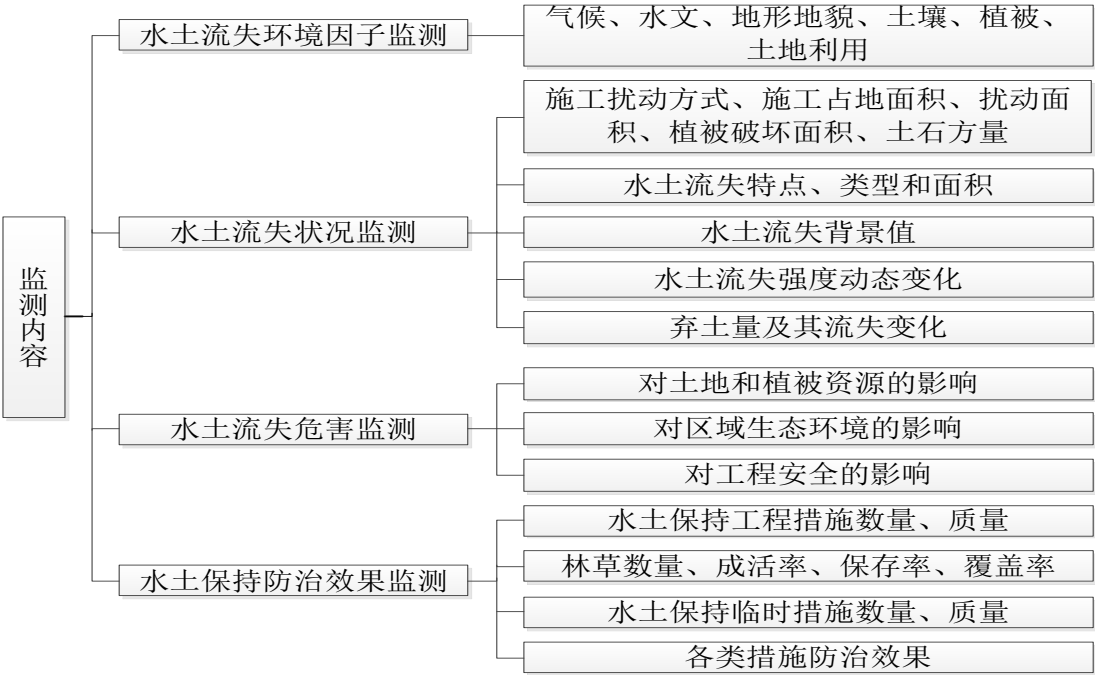 监测内容
水土流失环境因子监测
气候、水文、地形地貌、土壤、植被、
土地利用
水土流失状况监测
施工扰动方式、施工占地面积、扰动面
积、植被破坏面积、土石方量
水土流失特点、类型和面积
水土流失背景值
水土流失强度动态变化
弃土量及其流失变化
水土流失危害监测
对土地和植被资源的影响
对区域生态环境的影响
对工程安全的影响
水土保持防治效果监测
水土保持工程措施数量、质量
林草数量、成活率、保存率、覆盖率
水土保持临时措施数量、质量
各类措施防治效果